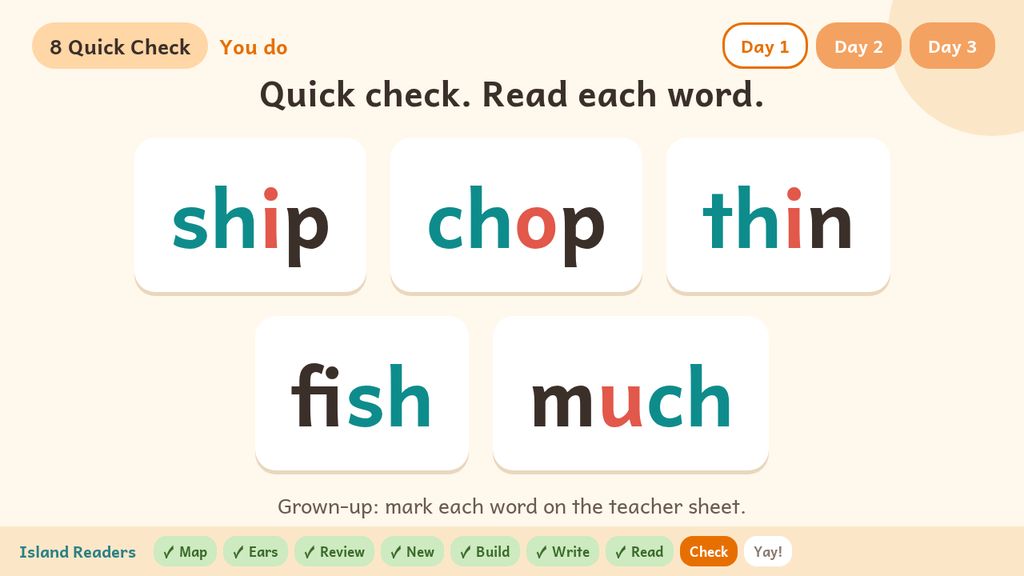 8 Quick Check You do Day 1 Day 2 Day 3
Quick check. Read each word.
ship chop thin
fish much
Grown-up: mark each word on the teacher sheet.
Island Readers ✓ Map ✓ Ears ✓ Review ✓ New ✓ Build ✓ Write ✓ Read Check Yay!